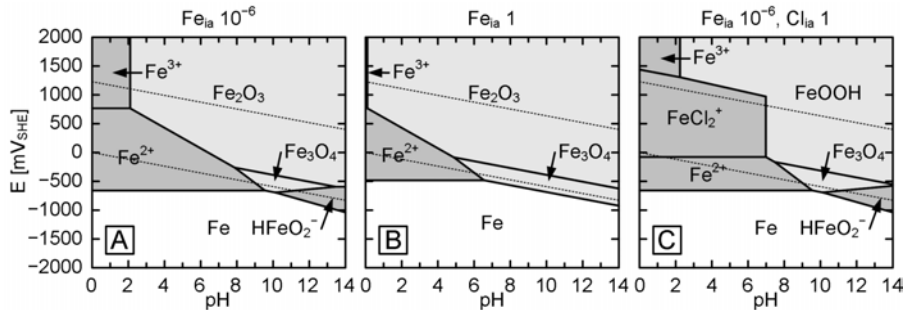 Fe_ia 10⁻⁶
Fe_ia 1
Fe_ia 10⁻⁶, Cl_ia 1
E [mV_SHE]
2000
1500
1000
500
0
−500
−1000
−1500
−2000
Fe³⁺
Fe₂O₃
Fe²⁺
Fe₃O₄
Fe
HFeO₂⁻
A
0 2 4 6 8 10 12 14
pH
Fe³⁺
Fe₂O₃
Fe²⁺
Fe₃O₄
Fe
B
0 2 4 6 8 10 12 14
pH
Fe³⁺
FeOOH
FeCl₂⁺
Fe₃O₄
Fe²⁺
Fe
HFeO₂⁻
C
0 2 4 6 8 10 12 14
pH